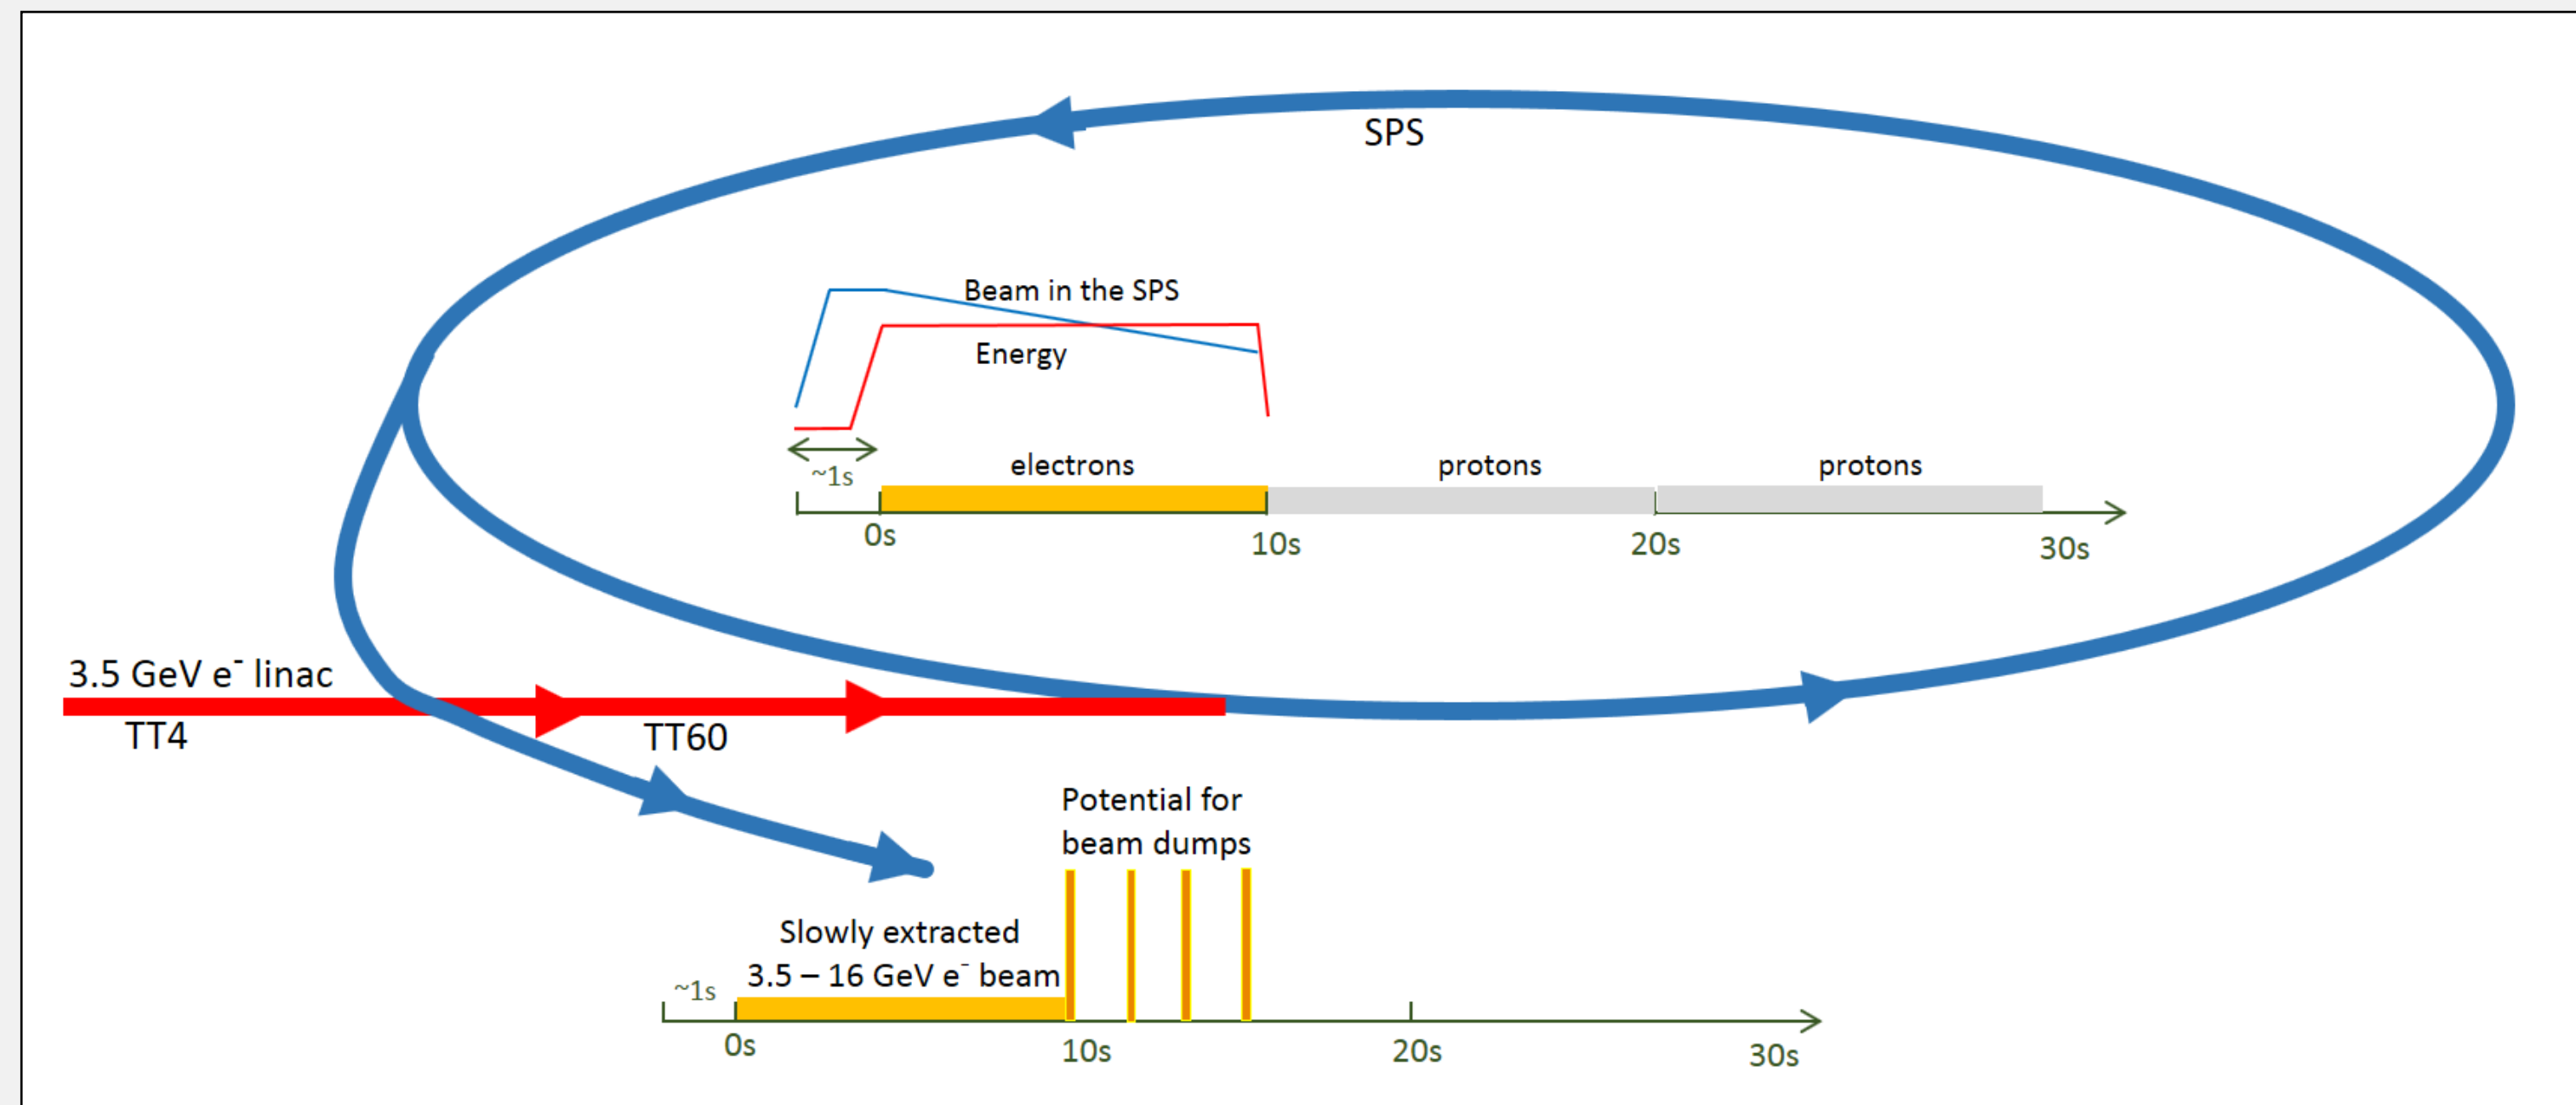 SPS
Beam in the SPS
Energy
electrons
protons
protons
~1s
0s
10s
20s
30s
3.5 GeV e⁻ linac
TT4
TT60
Potential for
beam dumps
Slowly extracted
3.5 – 16 GeV e⁻ beam
~1s
0s
10s
20s
30s